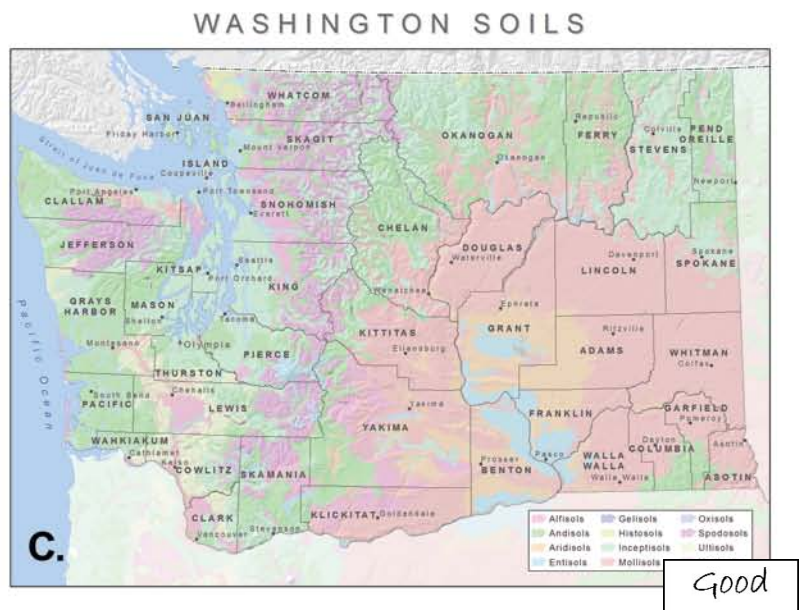 WASHINGTON SOILS
WHATCOM
Bellingham
SAN JUAN
Friday Harbor
SKAGIT
OKANOGAN
Republic
FERRY
Colville
PEND
OREILLE
STEVENS
Strait of Juan de Fuca
Mount Vernon
ISLAND
Coupeville
Okanogan
Newport
Port Angeles
Port Townsend
CLALLAM
SNOHOMISH
Everett
CHELAN
JEFFERSON
DOUGLAS
Waterville
Davenport
Spokane
LINCOLN
SPOKANE
KITSAP
Seattle
Port Orchard
KING
Wenatchee
Ephrata
GRAYS
HARBOR
MASON
Shelton
Tacoma
Pacific Ocean
KITTITAS
Ellensburg
GRANT
Ritzville
ADAMS
WHITMAN
Colfax
Montesano
Olympia
PIERCE
THURSTON
South Bend
PACIFIC
Chehalis
LEWIS
YAKIMA
Yakima
FRANKLIN
GARFIELD
Pomeroy
WAHKIAKUM
Cathlamet
Kelso
COWLITZ
SKAMANIA
Prosser
BENTON
Pasco
WALLA
WALLA
Walla Walla
Dayton
COLUMBIA
Asotin
ASOTIN
CLARK
Vancouver
Stevenson
KLICKITAT
Goldendale
C.
Alfisols Gelisols Oxisols
Andisols Histosols Spodosols
Aridisols Inceptisols Ultisols
Entisols Mollisols
Good